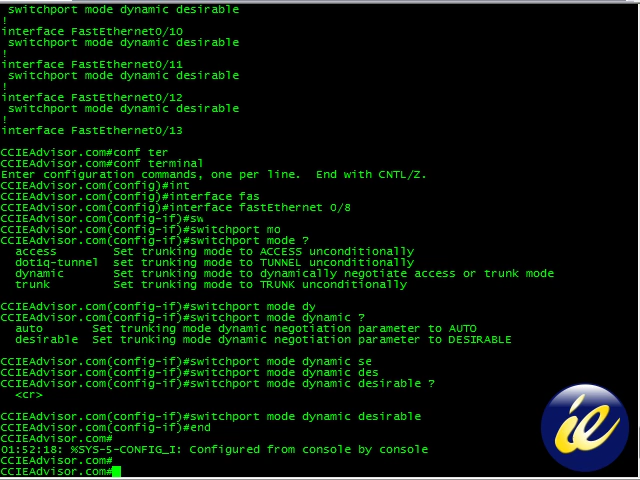 switchport mode dynamic desirable
!
interface FastEthernet0/10
 switchport mode dynamic desirable
!
interface FastEthernet0/11
 switchport mode dynamic desirable
!
interface FastEthernet0/12
 switchport mode dynamic desirable
!
interface FastEthernet0/13

CCIEAdvisor.com#conf ter
CCIEAdvisor.com#conf terminal
Enter configuration commands, one per line.  End with CNTL/Z.
CCIEAdvisor.com(config)#int
CCIEAdvisor.com(config)#interface fas
CCIEAdvisor.com(config)#interface fastEthernet 0/8
CCIEAdvisor.com(config-if)#sw
CCIEAdvisor.com(config-if)#switchport mo
CCIEAdvisor.com(config-if)#switchport mode ?
  access        Set trunking mode to ACCESS unconditionally
  dot1q-tunnel  Set trunking mode to TUNNEL unconditionally
  dynamic       Set trunking mode to dynamically negotiate access or trunk mode
  trunk         Set trunking mode to TRUNK unconditionally

CCIEAdvisor.com(config-if)#switchport mode dy
CCIEAdvisor.com(config-if)#switchport mode dynamic ?
  auto       Set trunking mode dynamic negotiation parameter to AUTO
  desirable  Set trunking mode dynamic negotiation parameter to DESIRABLE

CCIEAdvisor.com(config-if)#switchport mode dynamic se
CCIEAdvisor.com(config-if)#switchport mode dynamic des
CCIEAdvisor.com(config-if)#switchport mode dynamic desirable ?
  <cr>

CCIEAdvisor.com(config-if)#switchport mode dynamic desirable
CCIEAdvisor.com(config-if)#end
CCIEAdvisor.com#
01:52:18: %SYS-5-CONFIG_I: Configured from console by console
CCIEAdvisor.com#
CCIEAdvisor.com#
ie